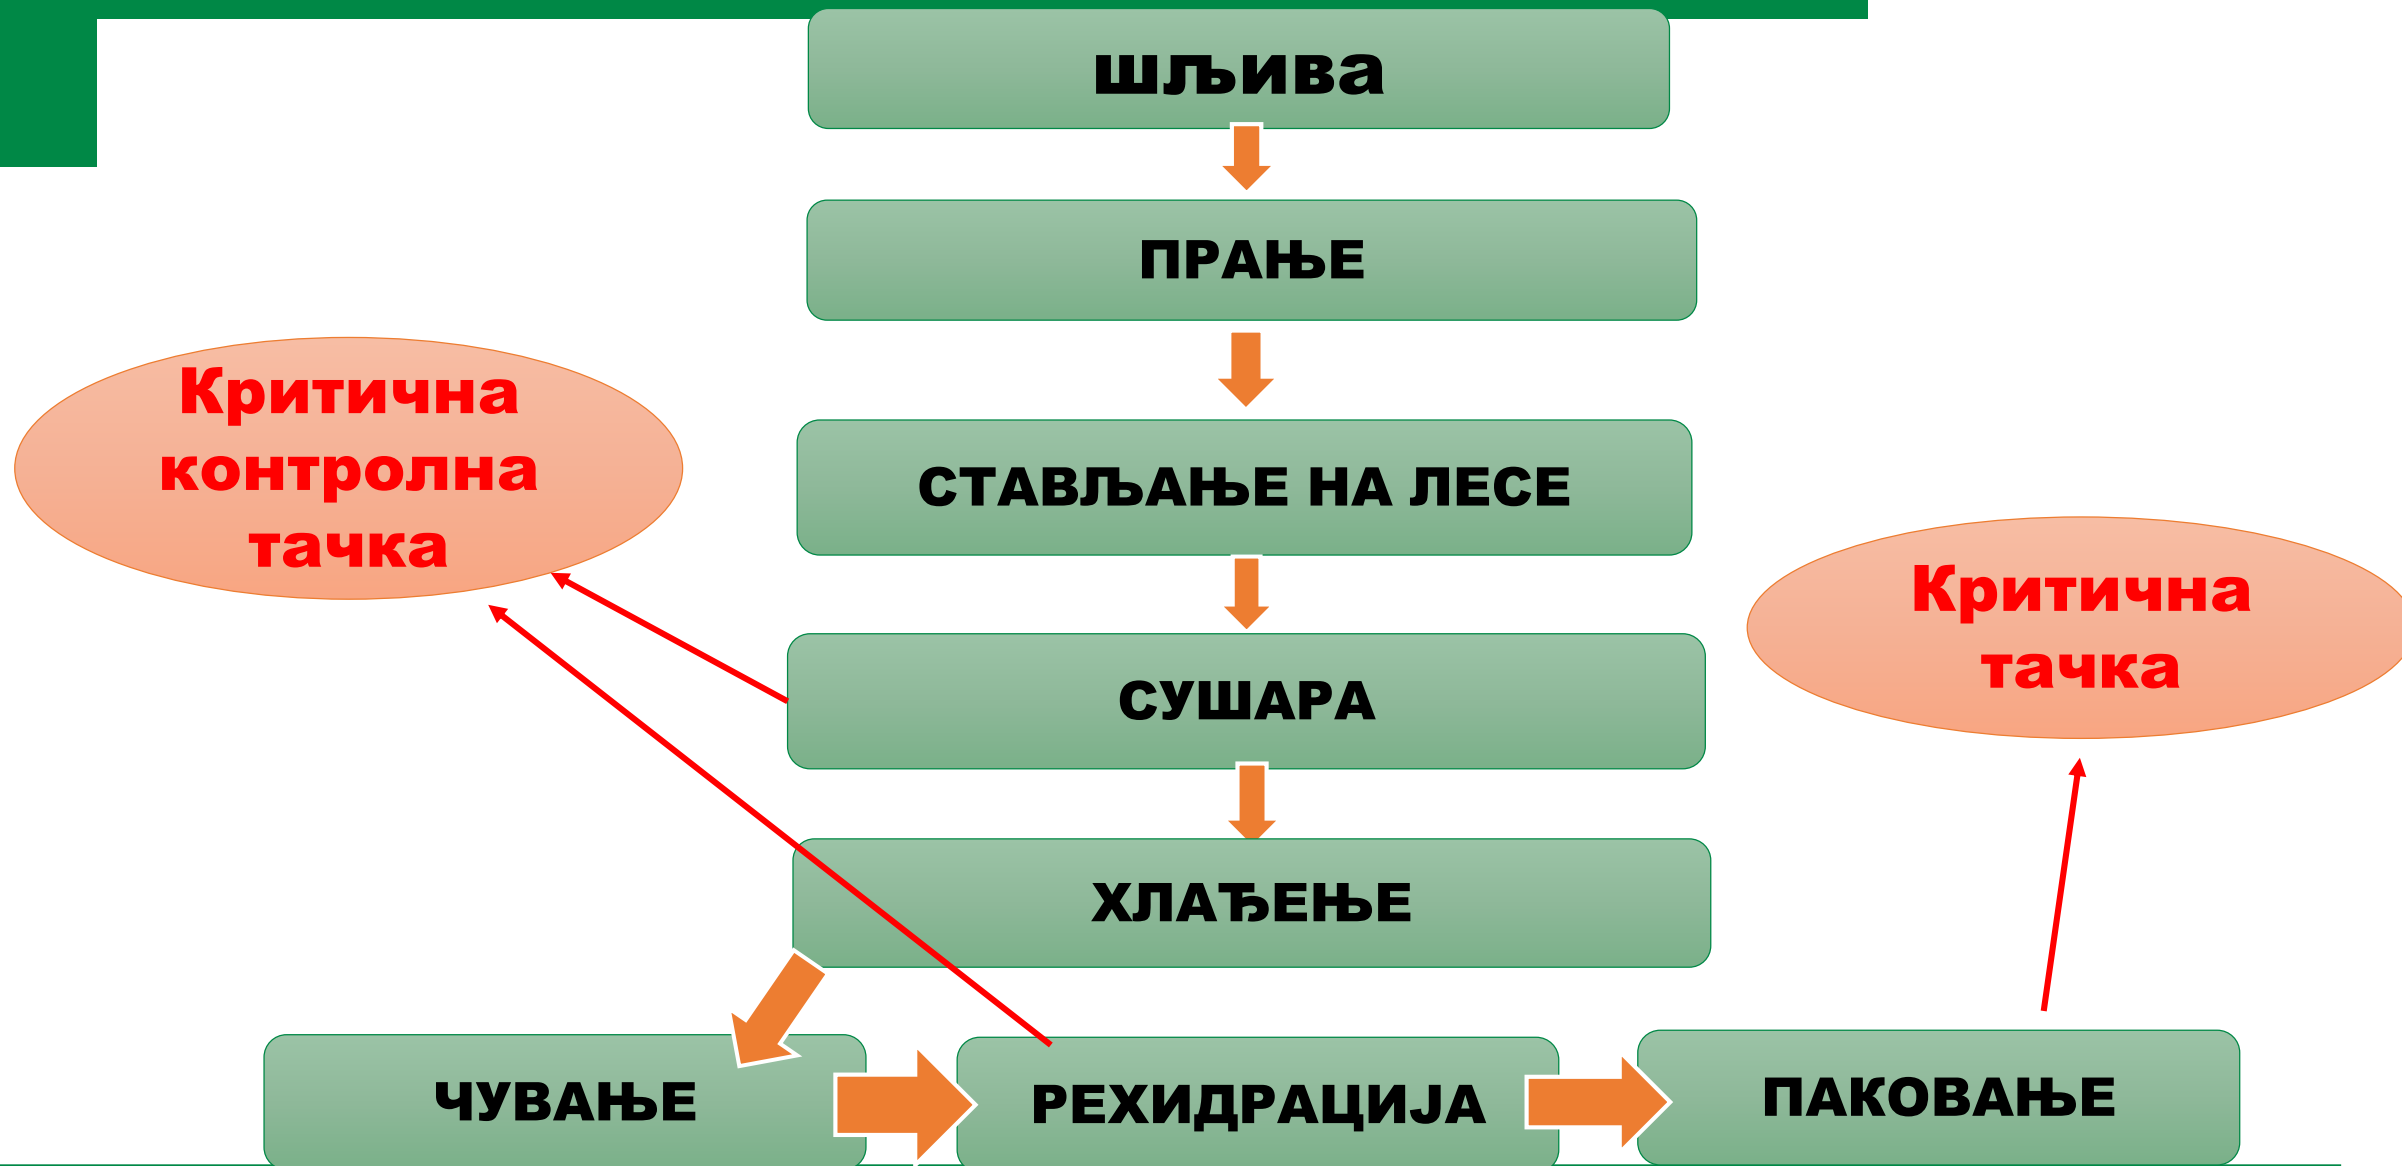 шљива
ПРАЊЕ
Критична
контролна
тачка
СТАВЉАЊЕ НА ЛЕСЕ
Критична
тачка
СУШАРА
ХЛАЂЕЊЕ
ЧУВАЊЕ
РЕХИДРАЦИЈА
ПАКОВАЊЕ